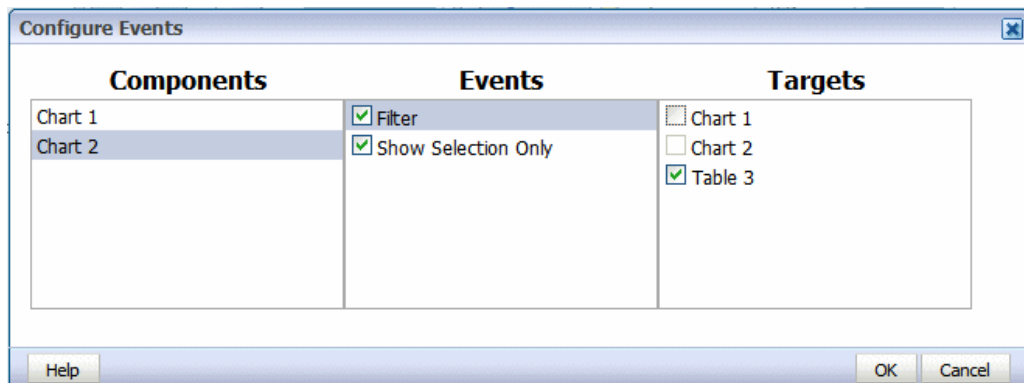 Configure Events
Components Events Targets
Chart 1 Filter Chart 1
Chart 2 Show Selection Only Chart 2
Table 3
Help OK Cancel